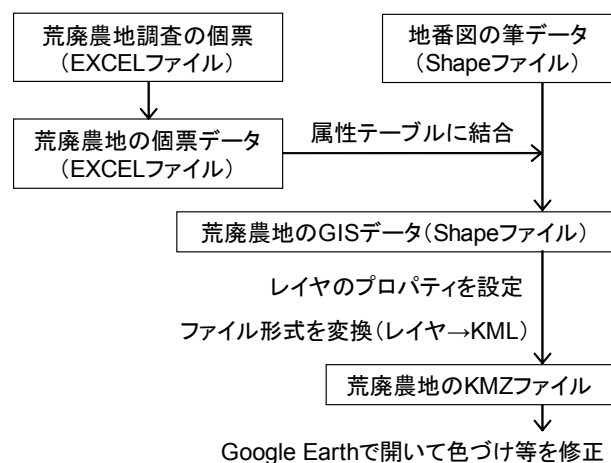 荒廃農地調査の個票
（EXCELファイル）
地番図の筆データ
（Shapeファイル）
荒廃農地の個票データ
（EXCELファイル）
属性テーブルに結合
荒廃農地のGISデータ（Shapeファイル）
レイヤのプロパティを設定
ファイル形式を変換（レイヤ→KML）
荒廃農地のKMZファイル
Google Earthで開いて色づけ等を修正